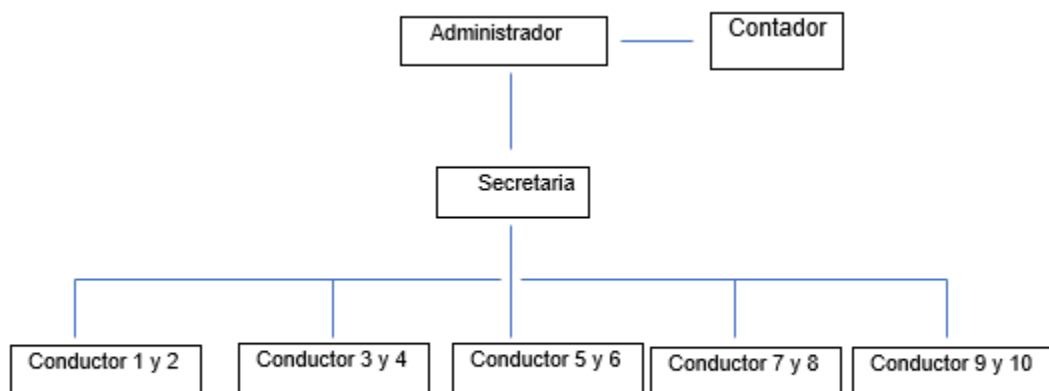 Administrador
Contador
Secretaria
Conductor 1 y 2
Conductor 3 y 4
Conductor 5 y 6
Conductor 7 y 8
Conductor 9 y 10